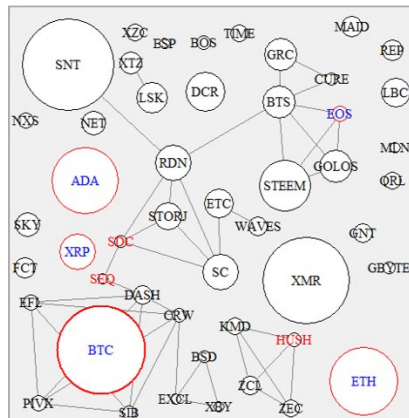 XZC
BSP
BOS
TIME
MAID
SNT
XTZ
GRC
REP
LSK
DCR
CURE
LBC
BTS
EOS
NXS
NET
MLN
RDN
GOLOS
ADA
STEEM
QRL
ETC
STORJ
SKY
WAVES
GNT
SDC
XRP
FCT
SC
GBYTE
SEQ
XMR
DASH
EFL
CRW
KMD
HUSH
BTC
BSD
ETH
ZCL
PIVX
EXCL
XBY
ZEC
SIB